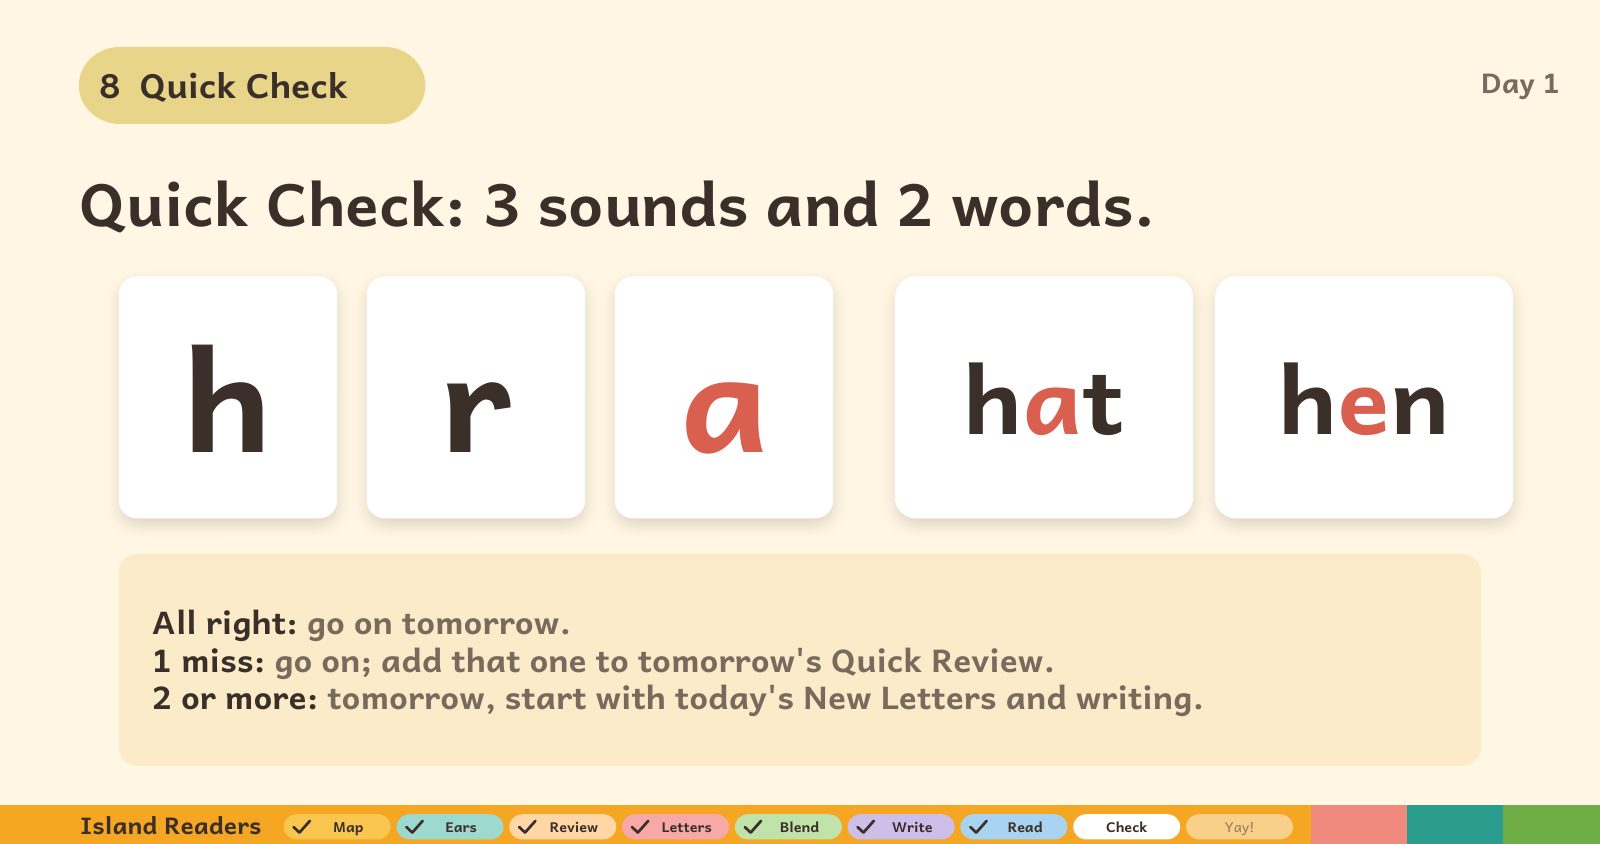 8 Quick Check
Day 1
Quick Check: 3 sounds and 2 words.
h r a hat hen
All right: go on tomorrow.
1 miss: go on; add that one to tomorrow's Quick Review.
2 or more: tomorrow, start with today's New Letters and writing.
Island Readers Map Ears Review Letters Blend Write Read Check Yay!